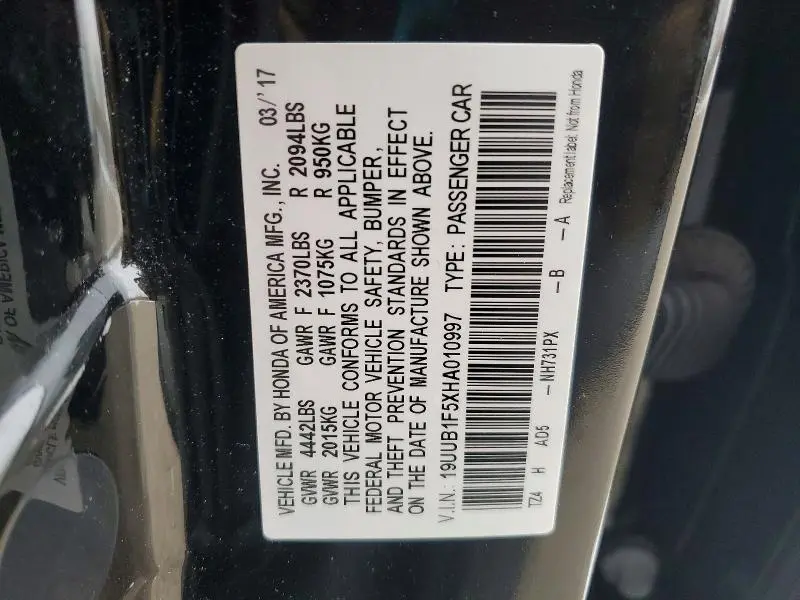 VEHICLE MFD. BY HONDA OF AMERICA MFG., INC. 03/'17
GVWR 4442LBS GAWR F 2370LBS R 2094LBS
GVWR 2015KG GAWR F 1075KG R 950KG
THIS VEHICLE CONFORMS TO ALL APPLICABLE
FEDERAL MOTOR VEHICLE SAFETY, BUMPER,
AND THEFT PREVENTION STANDARDS IN EFFECT
ON THE DATE OF MANUFACTURE SHOWN ABOVE.
V.I.N.: 19UUB1F5XHA010997 TYPE: PASSENGER CAR
TZ4 H AD5 – NH731PX – B – A Replacement label. Not from Honda